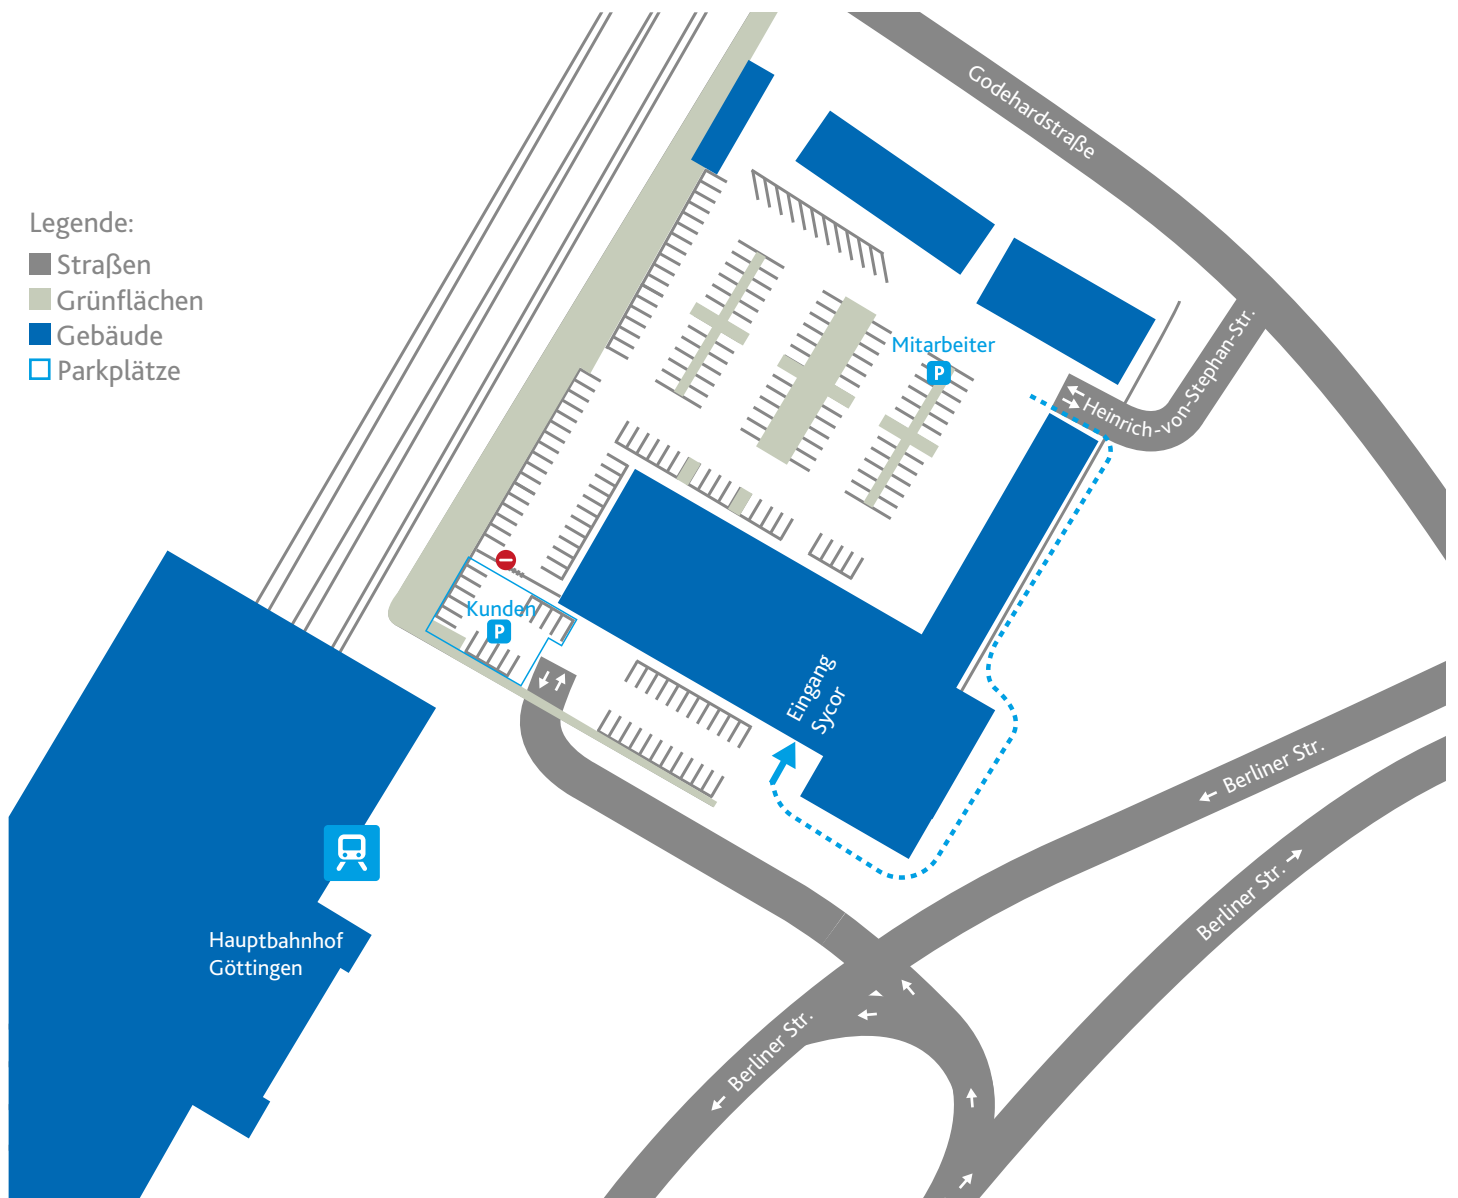 Godehardstraße
Legende:
Straßen
Grünflächen
Gebäude
Parkplätze
Mitarbeiter
P
Heinrich-von-Stephan-Str.
Kunden
P
Eingang
Sycor
Berliner Str.
Berliner Str.
Hauptbahnhof
Göttingen
Berliner Str.